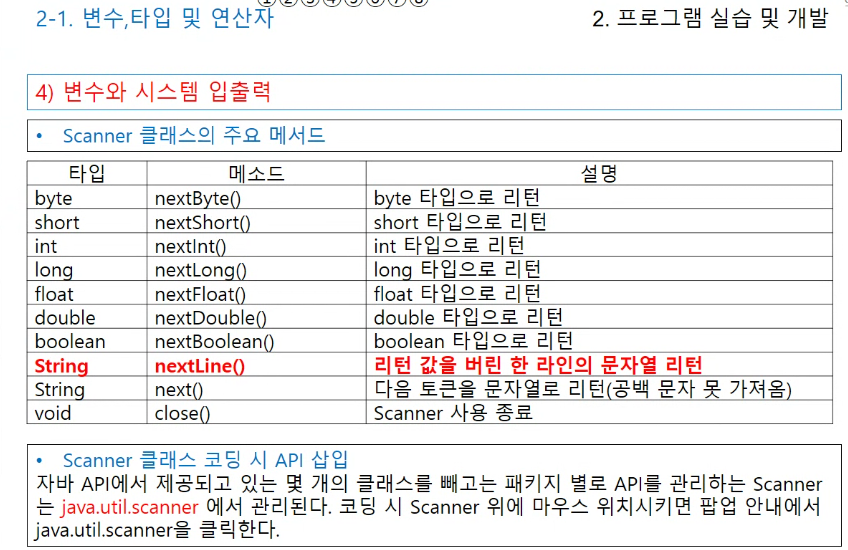 ①②③④⑤⑥⑦⑧
2-1. 변수,타입 및 연산자
2. 프로그램 실습 및 개발
4) 변수와 시스템 입출력
• Scanner 클래스의 주요 메서드
타입 메소드 설명
byte nextByte() byte 타입으로 리턴
short nextShort() short 타입으로 리턴
int nextInt() int 타입으로 리턴
long nextLong() long 타입으로 리턴
float nextFloat() float 타입으로 리턴
double nextDouble() double 타입으로 리턴
boolean nextBoolean() boolean 타입으로 리턴
String nextLine() 리턴 값을 버린 한 라인의 문자열 리턴
String next() 다음 토큰을 문자열로 리턴(공백 문자 못 가져옴)
void close() Scanner 사용 종료
• Scanner 클래스 코딩 시 API 삽입
자바 API에서 제공되고 있는 몇 개의 클래스를 빼고는 패키지 별로 API를 관리하는 Scanner
는 java.util.scanner 에서 관리된다. 코딩 시 Scanner 위에 마우스 위치시키면 팝업 안내에서
java.util.scanner을 클릭한다.